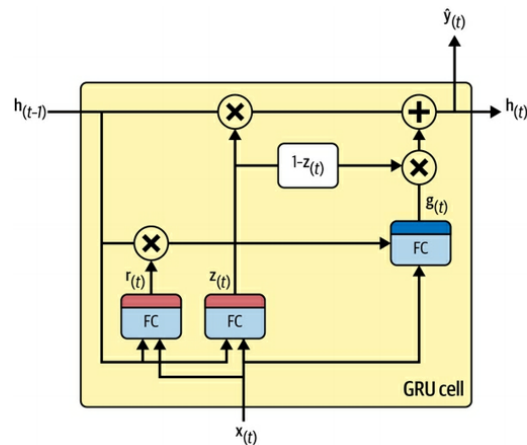 ŷ(t)
h(t−1)
h(t)
1−z(t)
g(t)
FC
r(t)
z(t)
FC
FC
GRU cell
x(t)